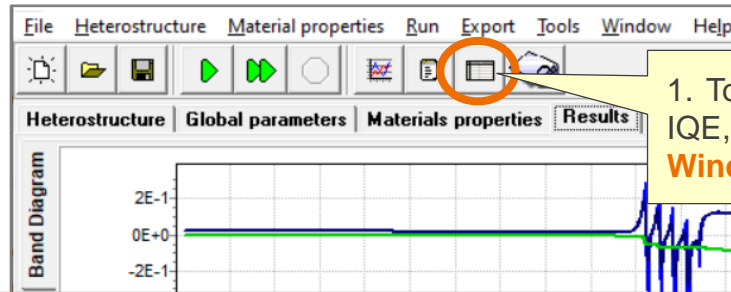 File Heterostructure Material properties Run Export Tools Window Help
1. To
Heterostructure Global parameters Materials properties Results
IQE,
Wind
Band Diagram
2E-1
0E+0
-2E-1